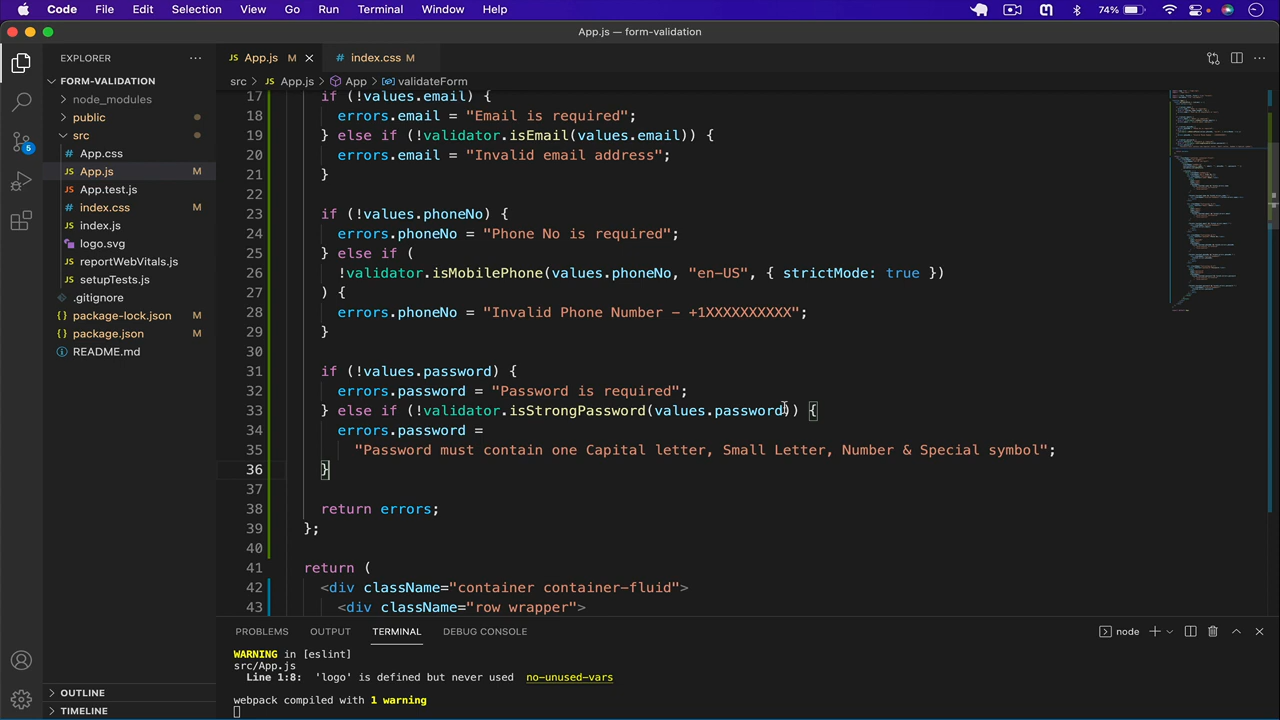 Code File Edit Selection View Go Run Terminal Window Help 74%
App.js — form-validation
EXPLORER
JS App.js M
# index.css M
src JS App.js App validateForm
FORM-VALIDATION
node_modules
public
src
App.css
App.js M
App.test.js
index.css M
index.js
logo.svg
reportWebVitals.js
setupTests.js
.gitignore
package-lock.json M
package.json M
README.md
OUTLINE
TIMELINE
5
17 if (!values.email) {
18 errors.email = "Email is required";
19 } else if (!validator.isEmail(values.email)) {
20 errors.email = "Invalid email address";
21 }
22
23 if (!values.phoneNo) {
24 errors.phoneNo = "Phone No is required";
25 } else if (
26 !validator.isMobilePhone(values.phoneNo, "en-US", { strictMode: true })
27 ) {
28 errors.phoneNo = "Invalid Phone Number - +1XXXXXXXXXX";
29 }
30
31 if (!values.password) {
32 errors.password = "Password is required";
33 } else if (!validator.isStrongPassword(values.password)) {
34 errors.password =
35 "Password must contain one Capital letter, Small Letter, Number & Special symbol";
36 }
37
38 return errors;
39 };
40
41 return (
42 <div className="container container-fluid">
43 <div className="row wrapper">
PROBLEMS OUTPUT TERMINAL DEBUG CONSOLE node
WARNING in [eslint]
src/App.js
Line 1:8: 'logo' is defined but never used no-unused-vars
webpack compiled with 1 warning